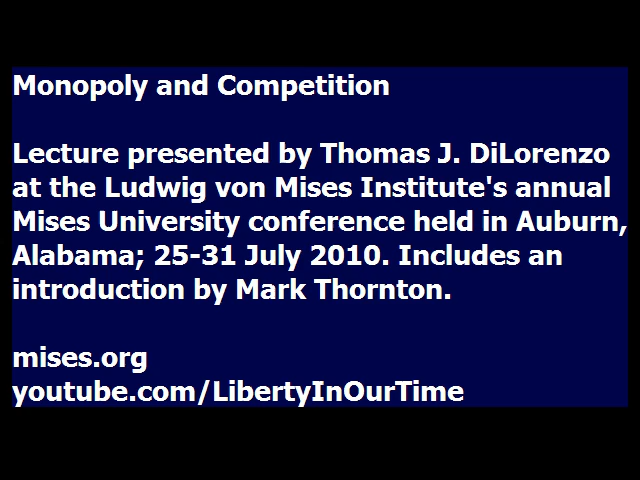 Monopoly and Competition
Lecture presented by Thomas J. DiLorenzo
at the Ludwig von Mises Institute's annual
Mises University conference held in Auburn,
Alabama; 25-31 July 2010. Includes an
introduction by Mark Thornton.
mises.org
youtube.com/LibertyInOurTime